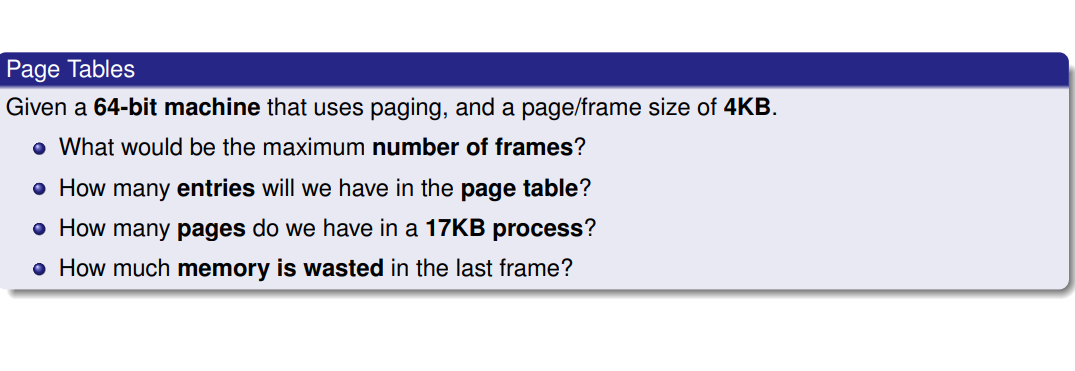 Page Tables
Given a 64-bit machine that uses paging, and a page/frame size of 4KB.
What would be the maximum number of frames?
How many entries will we have in the page table?
How many pages do we have in a 17KB process?
How much memory is wasted in the last frame?